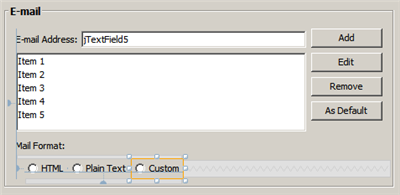 E-mail
E-mail Address: jTextField5 Add
Item 1
Item 2
Item 3
Item 4
Item 5
Edit
Remove
As Default
Mail Format:
HTML Plain Text Custom